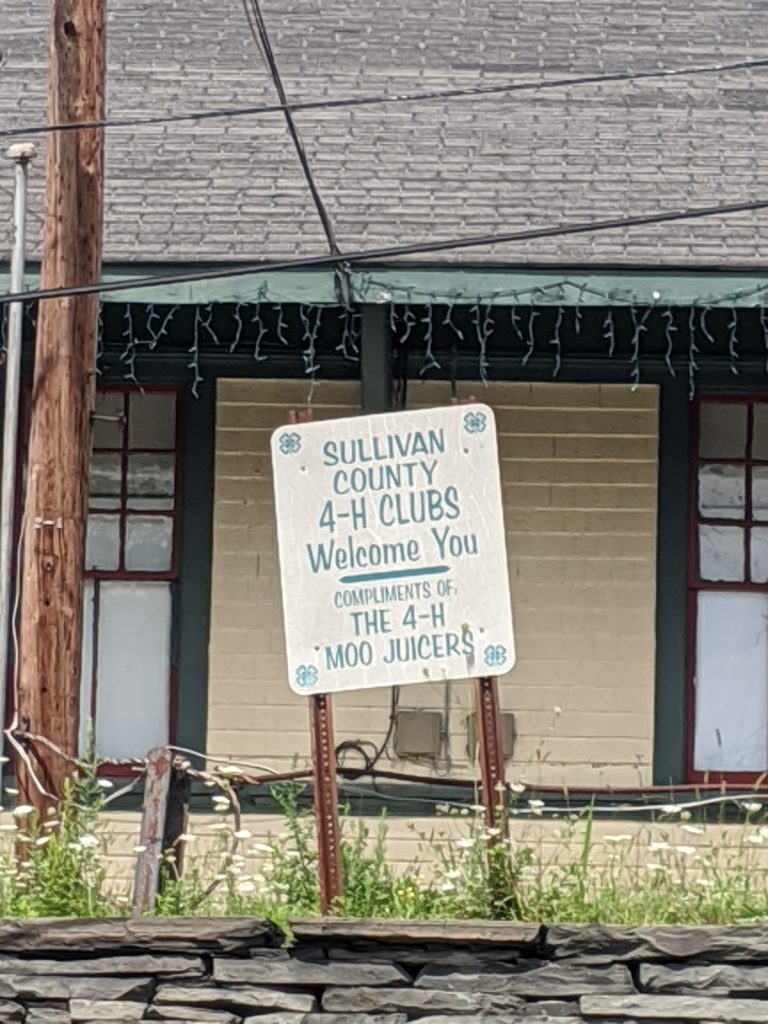 SULLIVAN
COUNTY
4-H CLUBS
Welcome You
COMPLIMENTS OF,
THE 4-H
MOO JUICERS